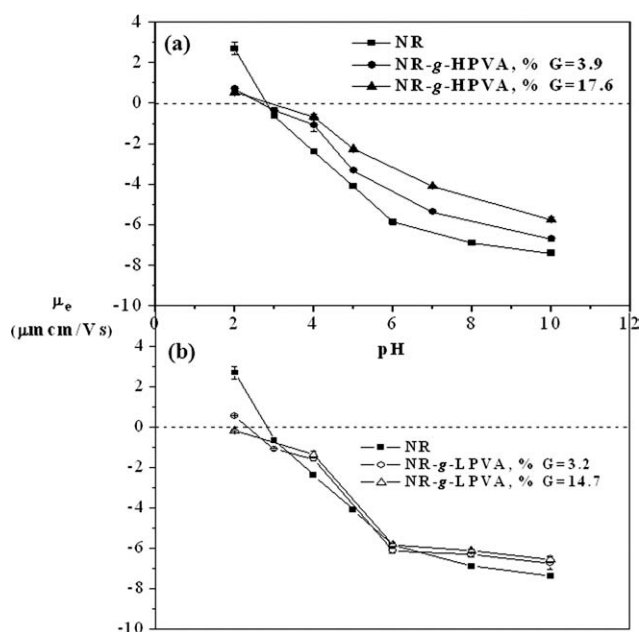 4
2
0
-2
-4
-6
-8
-10
(a)
NR
NR-g-HPVA, % G=3.9
NR-g-HPVA, % G=17.6
0 2 4 6 8 10 12
pH
μe
(μm cm/Vs)
4
2
0
-2
-4
-6
-8
-10
(b)
NR
NR-g-LPVA, % G=3.2
NR-g-LPVA, % G=14.7